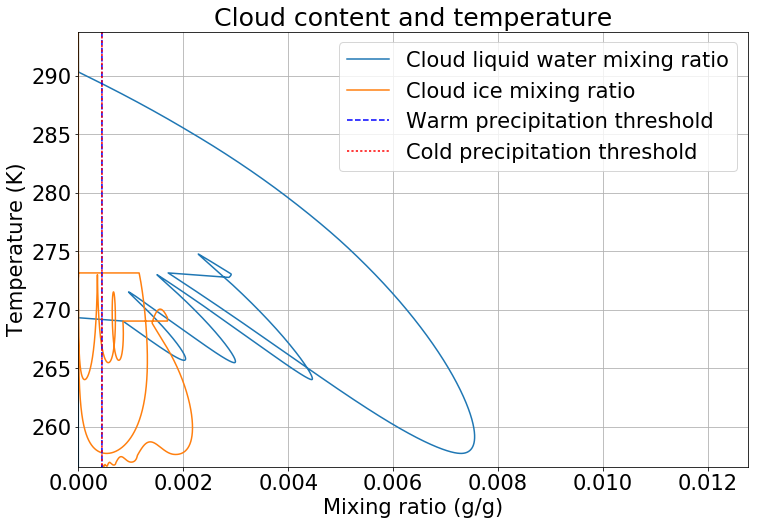 Cloud content and temperature
Cloud liquid water mixing ratio
Cloud ice mixing ratio
Warm precipitation threshold
Cold precipitation threshold
Temperature (K)
290
285
280
275
270
265
260
0.000 0.002 0.004 0.006 0.008 0.010 0.012
Mixing ratio (g/g)